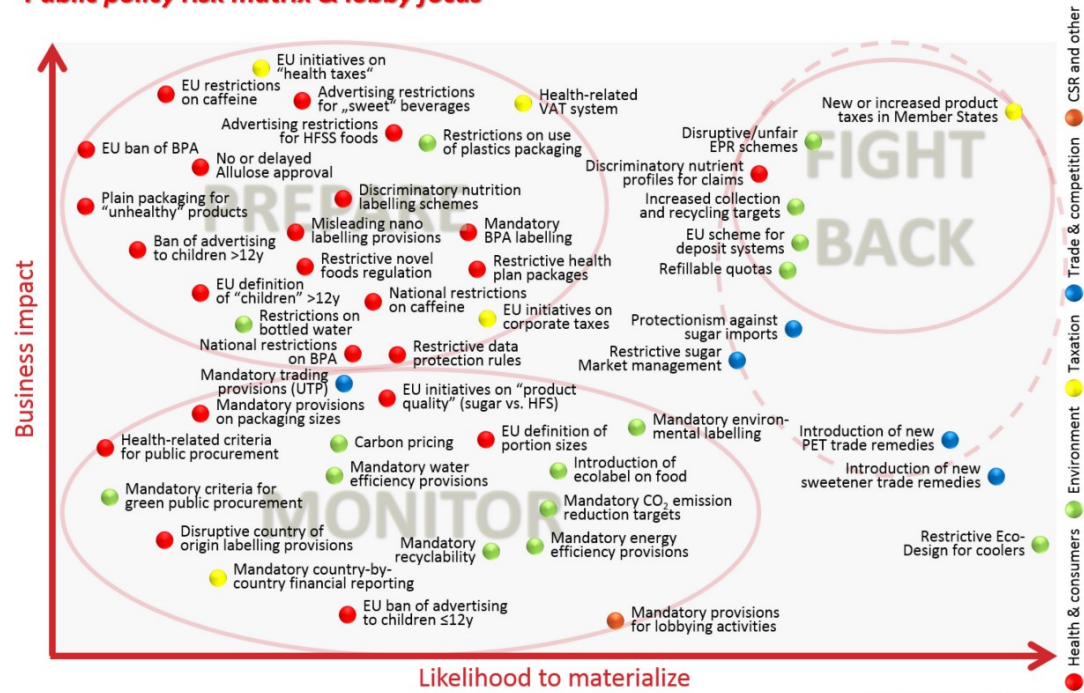 Public policy risk matrix & lobby focus
EU initiatives on
"health taxes"
EU restrictions
on caffeine
Advertising restrictions
for „sweet" beverages
Health-related
VAT system
New or increased product
taxes in Member States
Advertising restrictions
for HFSS foods
Restrictions on use
of plastics packaging
Disruptive/unfair
EPR schemes
FIGHT
BACK
EU ban of BPA
No or delayed
Allulose approval
Discriminatory nutrient
profiles for claims
PREPARE
Plain packaging for
"unhealthy" products
Discriminatory nutrition
labelling schemes
Increased collection
and recycling targets
Ban of advertising
to children >12y
Misleading nano
labelling provisions
Mandatory
BPA labelling
EU scheme for
deposit systems
Restrictive novel
foods regulation
Restrictive health
plan packages
Refillable quotas
EU definition
of "children" >12y
National restrictions
on caffeine
Restrictions on
bottled water
EU initiatives on
corporate taxes
Protectionism against
sugar imports
National restrictions
on BPA
Restrictive data
protection rules
Restrictive sugar
Market management
Mandatory trading
provisions (UTP)
EU initiatives on "product
quality" (sugar vs. HFS)
Mandatory provisions
on packaging sizes
Health-related criteria
for public procurement
Carbon pricing
EU definition of
portion sizes
Mandatory environ-
mental labelling
Introduction of new
PET trade remedies
Mandatory water
efficiency provisions
Introduction of
ecolabel on food
Introduction of new
sweetener trade remedies
Mandatory criteria for
green public procurement
MONITOR
Mandatory CO2 emission
reduction targets
Disruptive country of
origin labelling provisions
Mandatory
recyclability
Mandatory energy
efficiency provisions
Restrictive Eco-
Design for coolers
Mandatory country-by-
country financial reporting
EU ban of advertising
to children ≤12y
Mandatory provisions
for lobbying activities
Business impact
Likelihood to materialize
Health & consumers
Environment
Taxation
Trade & competition
CSR and other